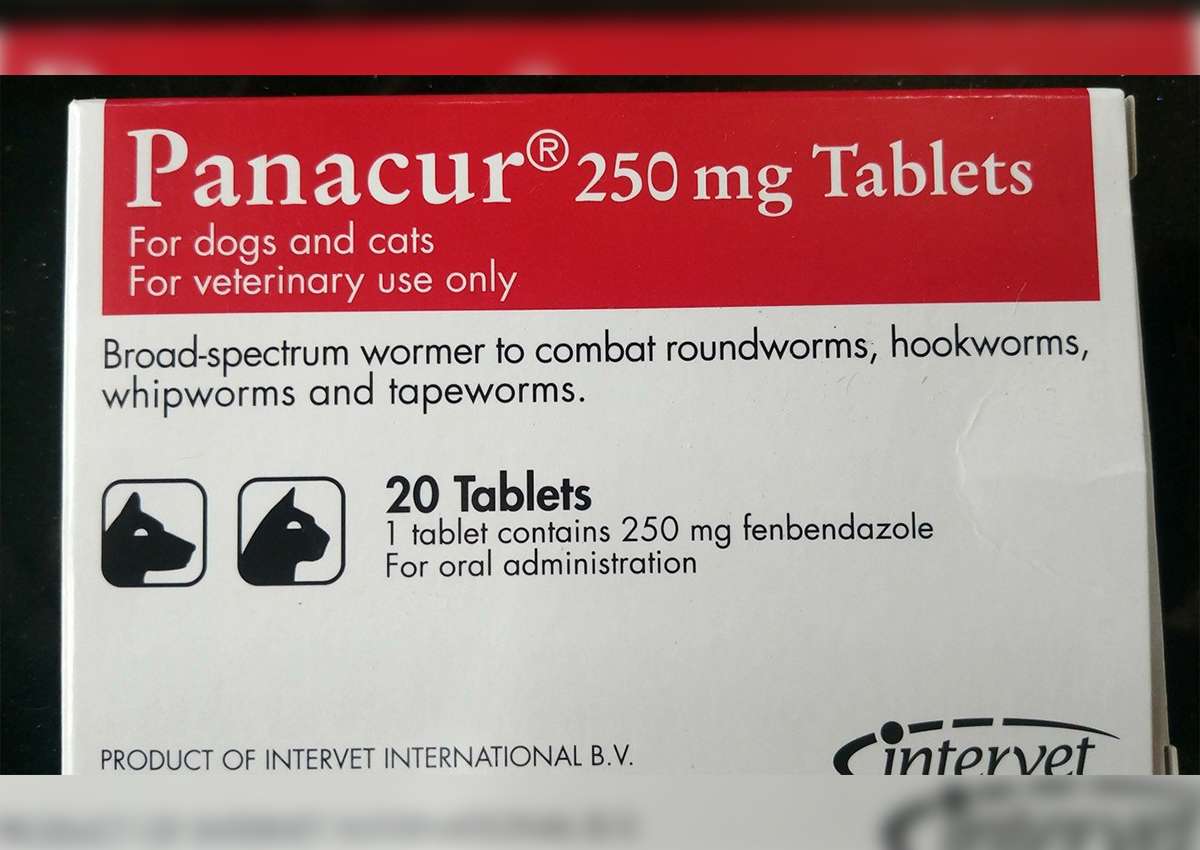 Panacur® 250 mg Tablets
For dogs and cats
For veterinary use only
Broad-spectrum wormer to combat roundworms, hookworms,
whipworms and tapeworms.
20 Tablets
1 tablet contains 250 mg fenbendazole
For oral administration
PRODUCT OF INTERVET INTERNATIONAL B.V.
intervet